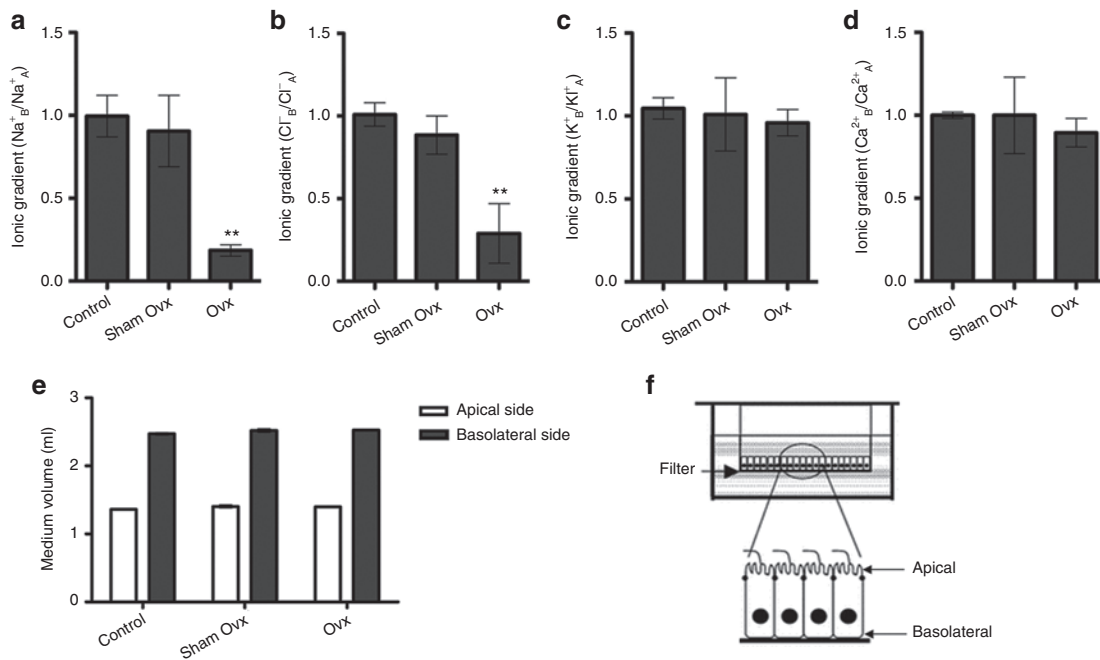 a
Ionic gradient (Na⁺B/Na⁺A)
1.5
1.0
0.5
0.0
**
Control
Sham Ovx
Ovx
b
Ionic gradient (Cl⁻B/Cl⁻A)
1.5
1.0
0.5
0.0
**
Control
Sham Ovx
Ovx
c
Ionic gradient (K⁺B/Kl⁺A)
1.5
1.0
0.5
0.0
Control
Sham Ovx
Ovx
d
Ionic gradient (Ca²⁺B/Ca²⁺A)
1.5
1.0
0.5
0.0
Control
Sham Ovx
Ovx
e
Medium volume (ml)
3
2
1
0
Control
Sham Ovx
Ovx
Apical side
Basolateral side
f
Filter
Apical
Basolateral